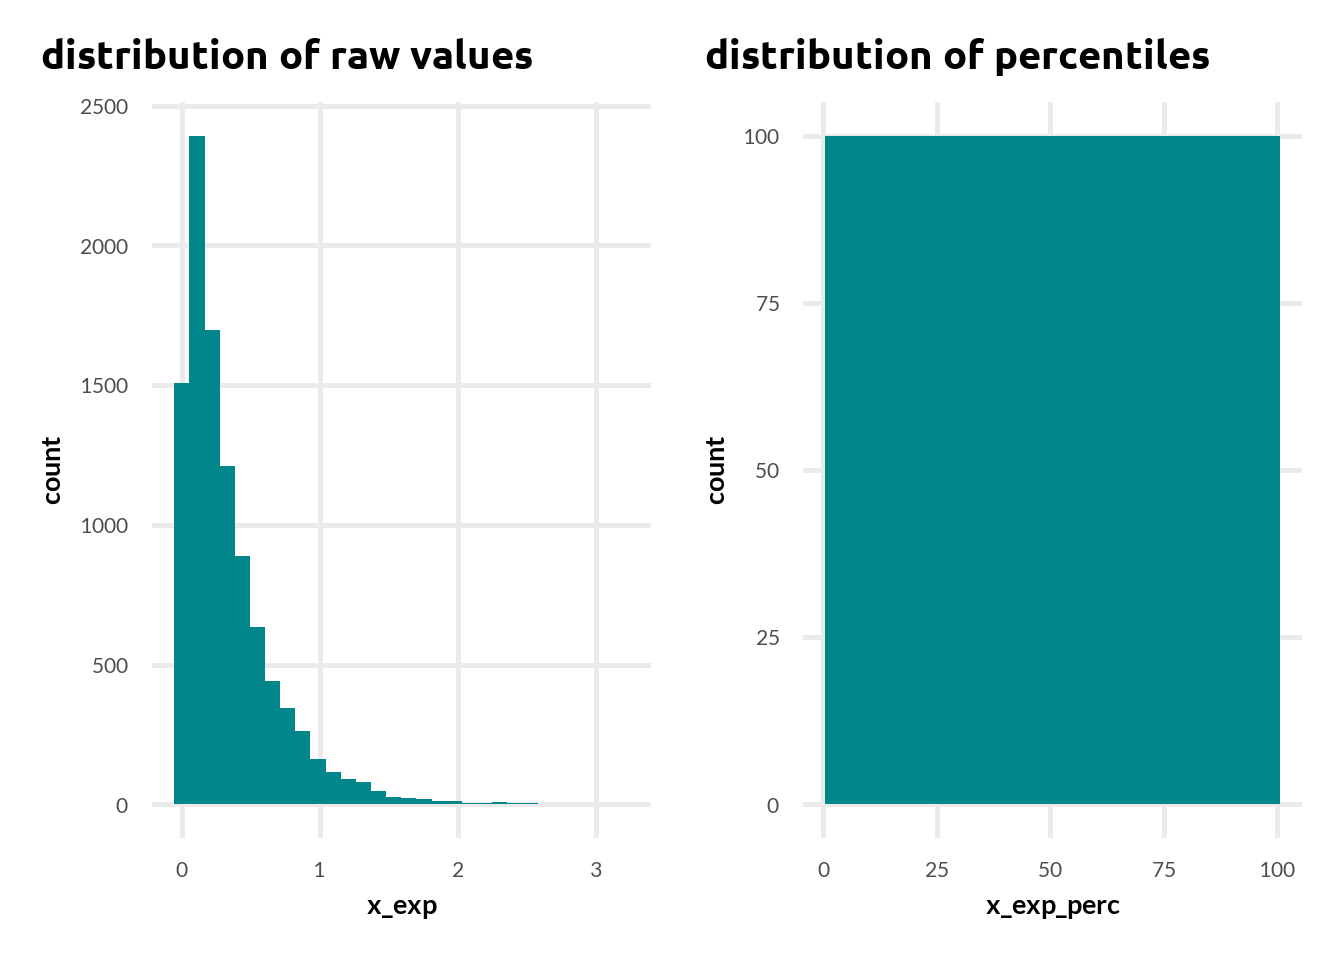 distribution of raw values
2500
2000
1500
1000
500
0
count
0 1 2 3
x_exp
distribution of percentiles
100
75
50
25
0
count
0 25 50 75 100
x_exp_perc